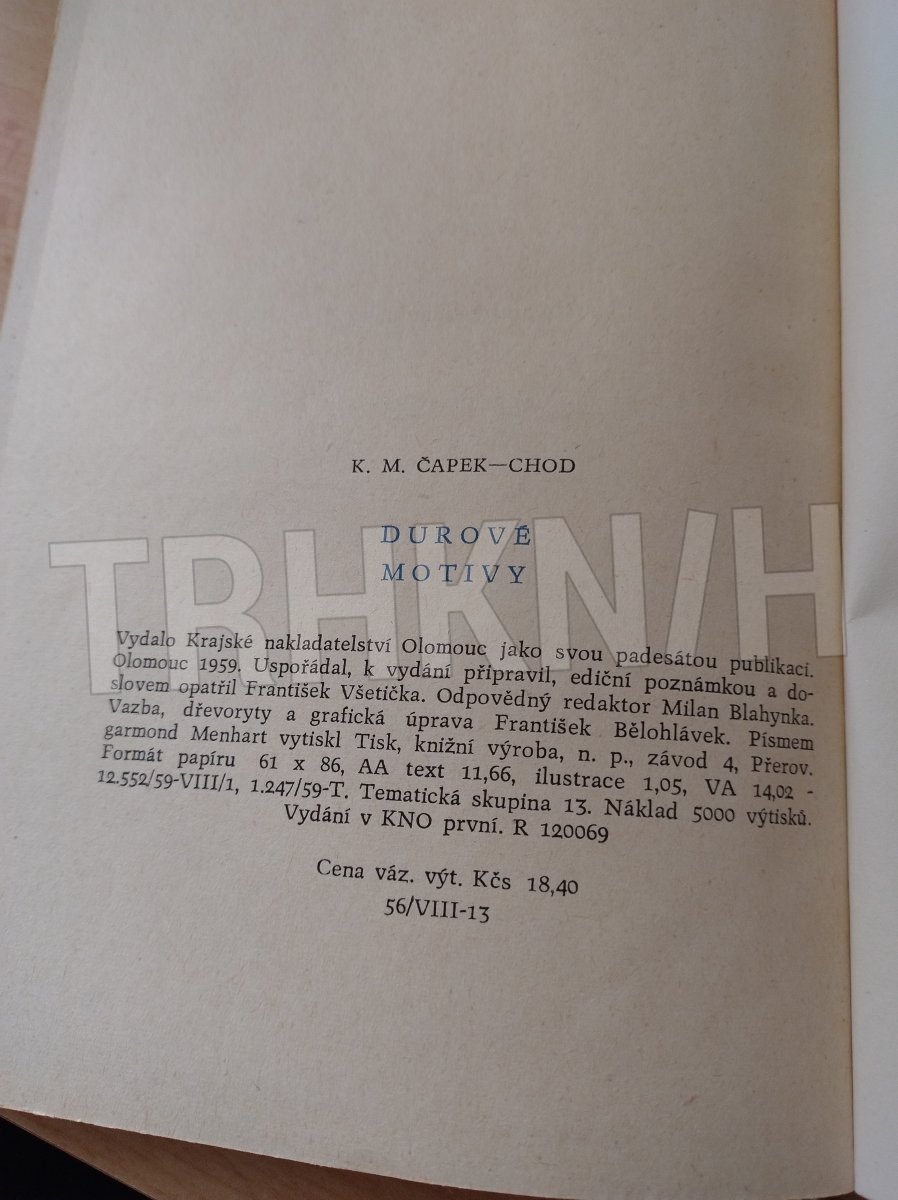 K. M. ČAPEK—CHOD
DUROVÉ
MOTIVY
TRHKN/H
Vydalo Krajské nakladatelství Olomouc jako svou padesátou publikaci.
Olomouc 1959. Uspořádal, k vydání připravil, ediční poznámkou a do-
slovem opatřil František Všetička. Odpovědný redaktor Milan Blahynka.
Vazba, dřevoryty a grafická úprava František Bělohlávek. Písmem
garmond Menhart vytiskl Tisk, knižní výroba, n. p., závod 4, Přerov.
Formát papíru 61 x 86, AA text 11,66, ilustrace 1,05, VA 14,02 -
12.552/59-VIII/1, 1.247/59-T. Tematická skupina 13. Náklad 5000 výtisků.
Vydání v KNO první. R 120069
Cena váz. výt. Kčs 18,40
56/VIII-13